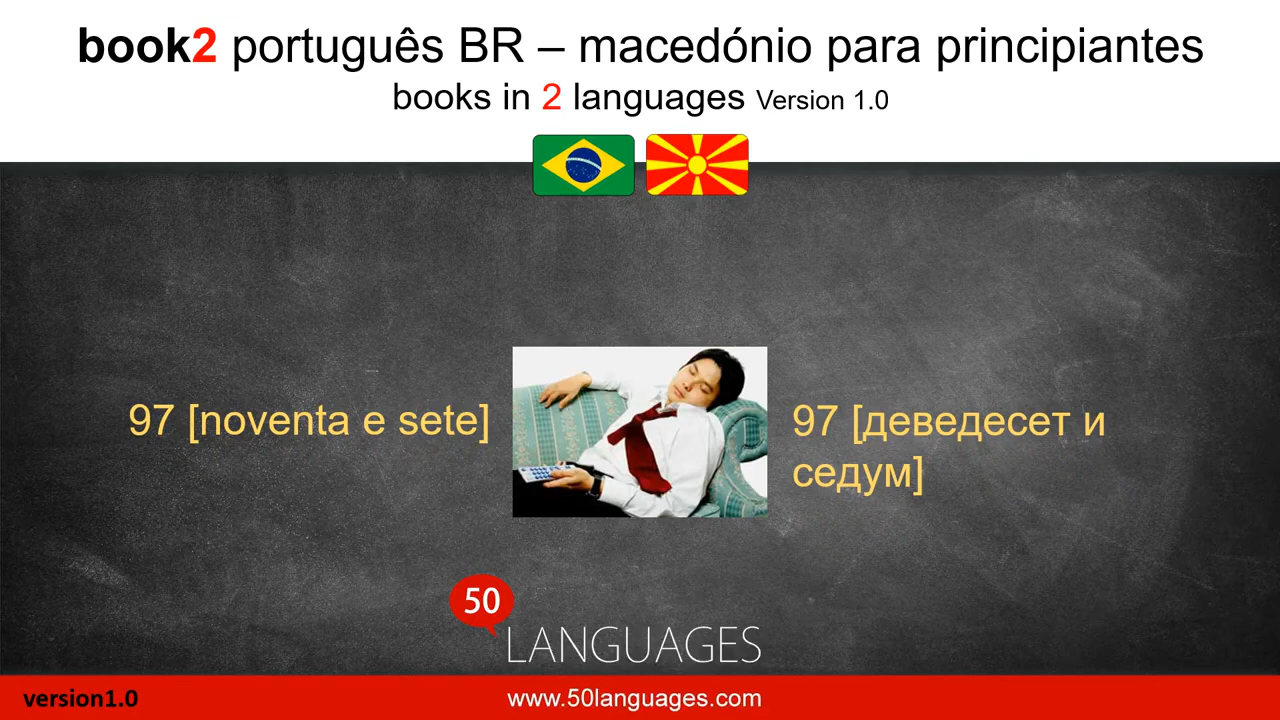 book2 português BR – macedónio para principiantes
books in 2 languages Version 1.0
97 [noventa e sete]
97 [деведесет и
седум]
50
LANGUAGES
version1.0
www.50languages.com